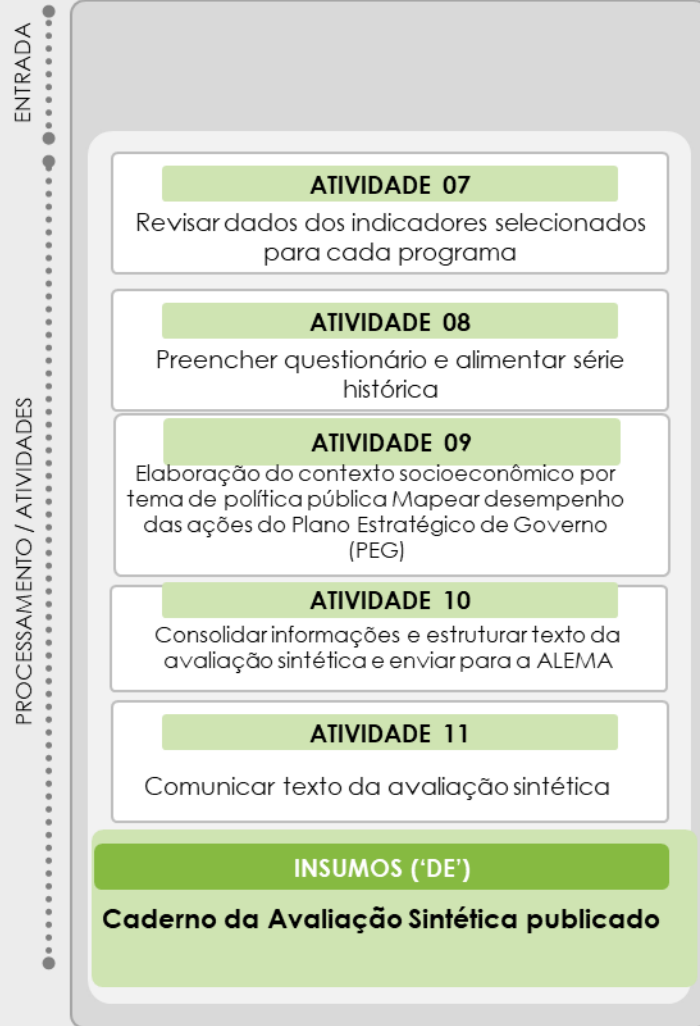 ENTRADA
PROCESSAMENTO / ATIVIDADES
ATIVIDADE 07
Revisar dados dos indicadores selecionados
para cada programa
ATIVIDADE 08
Preencher questionário e alimentar série
histórica
ATIVIDADE 09
Elaboração do contexto socioeconômico por
tema de política pública Mapear desempenho
das ações do Plano Estratégico de Governo
(PEG)
ATIVIDADE 10
Consolidar informações e estruturar texto da
avaliação sintética e enviar para a ALEMA
ATIVIDADE 11
Comunicar texto da avaliação sintética
INSUMOS (‘DE’)
Caderno da Avaliação Sintética publicado